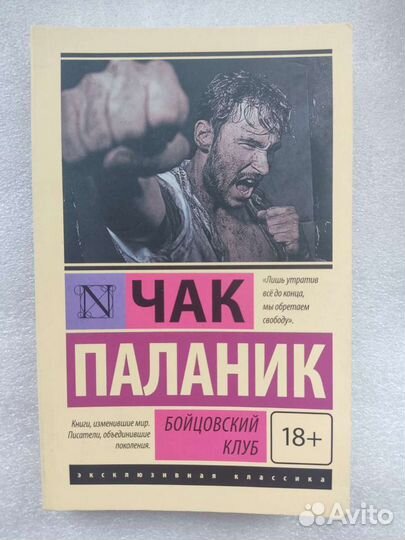 N
ЧАК
«Лишь утратив
всё до конца,
мы обретаем
свободу».
ПАЛАНИК
Книги, изменившие мир.
Писатели, объединившие
поколения.
БОЙЦОВСКИЙ
КЛУБ
18+
эксклюзивная классика
Avito